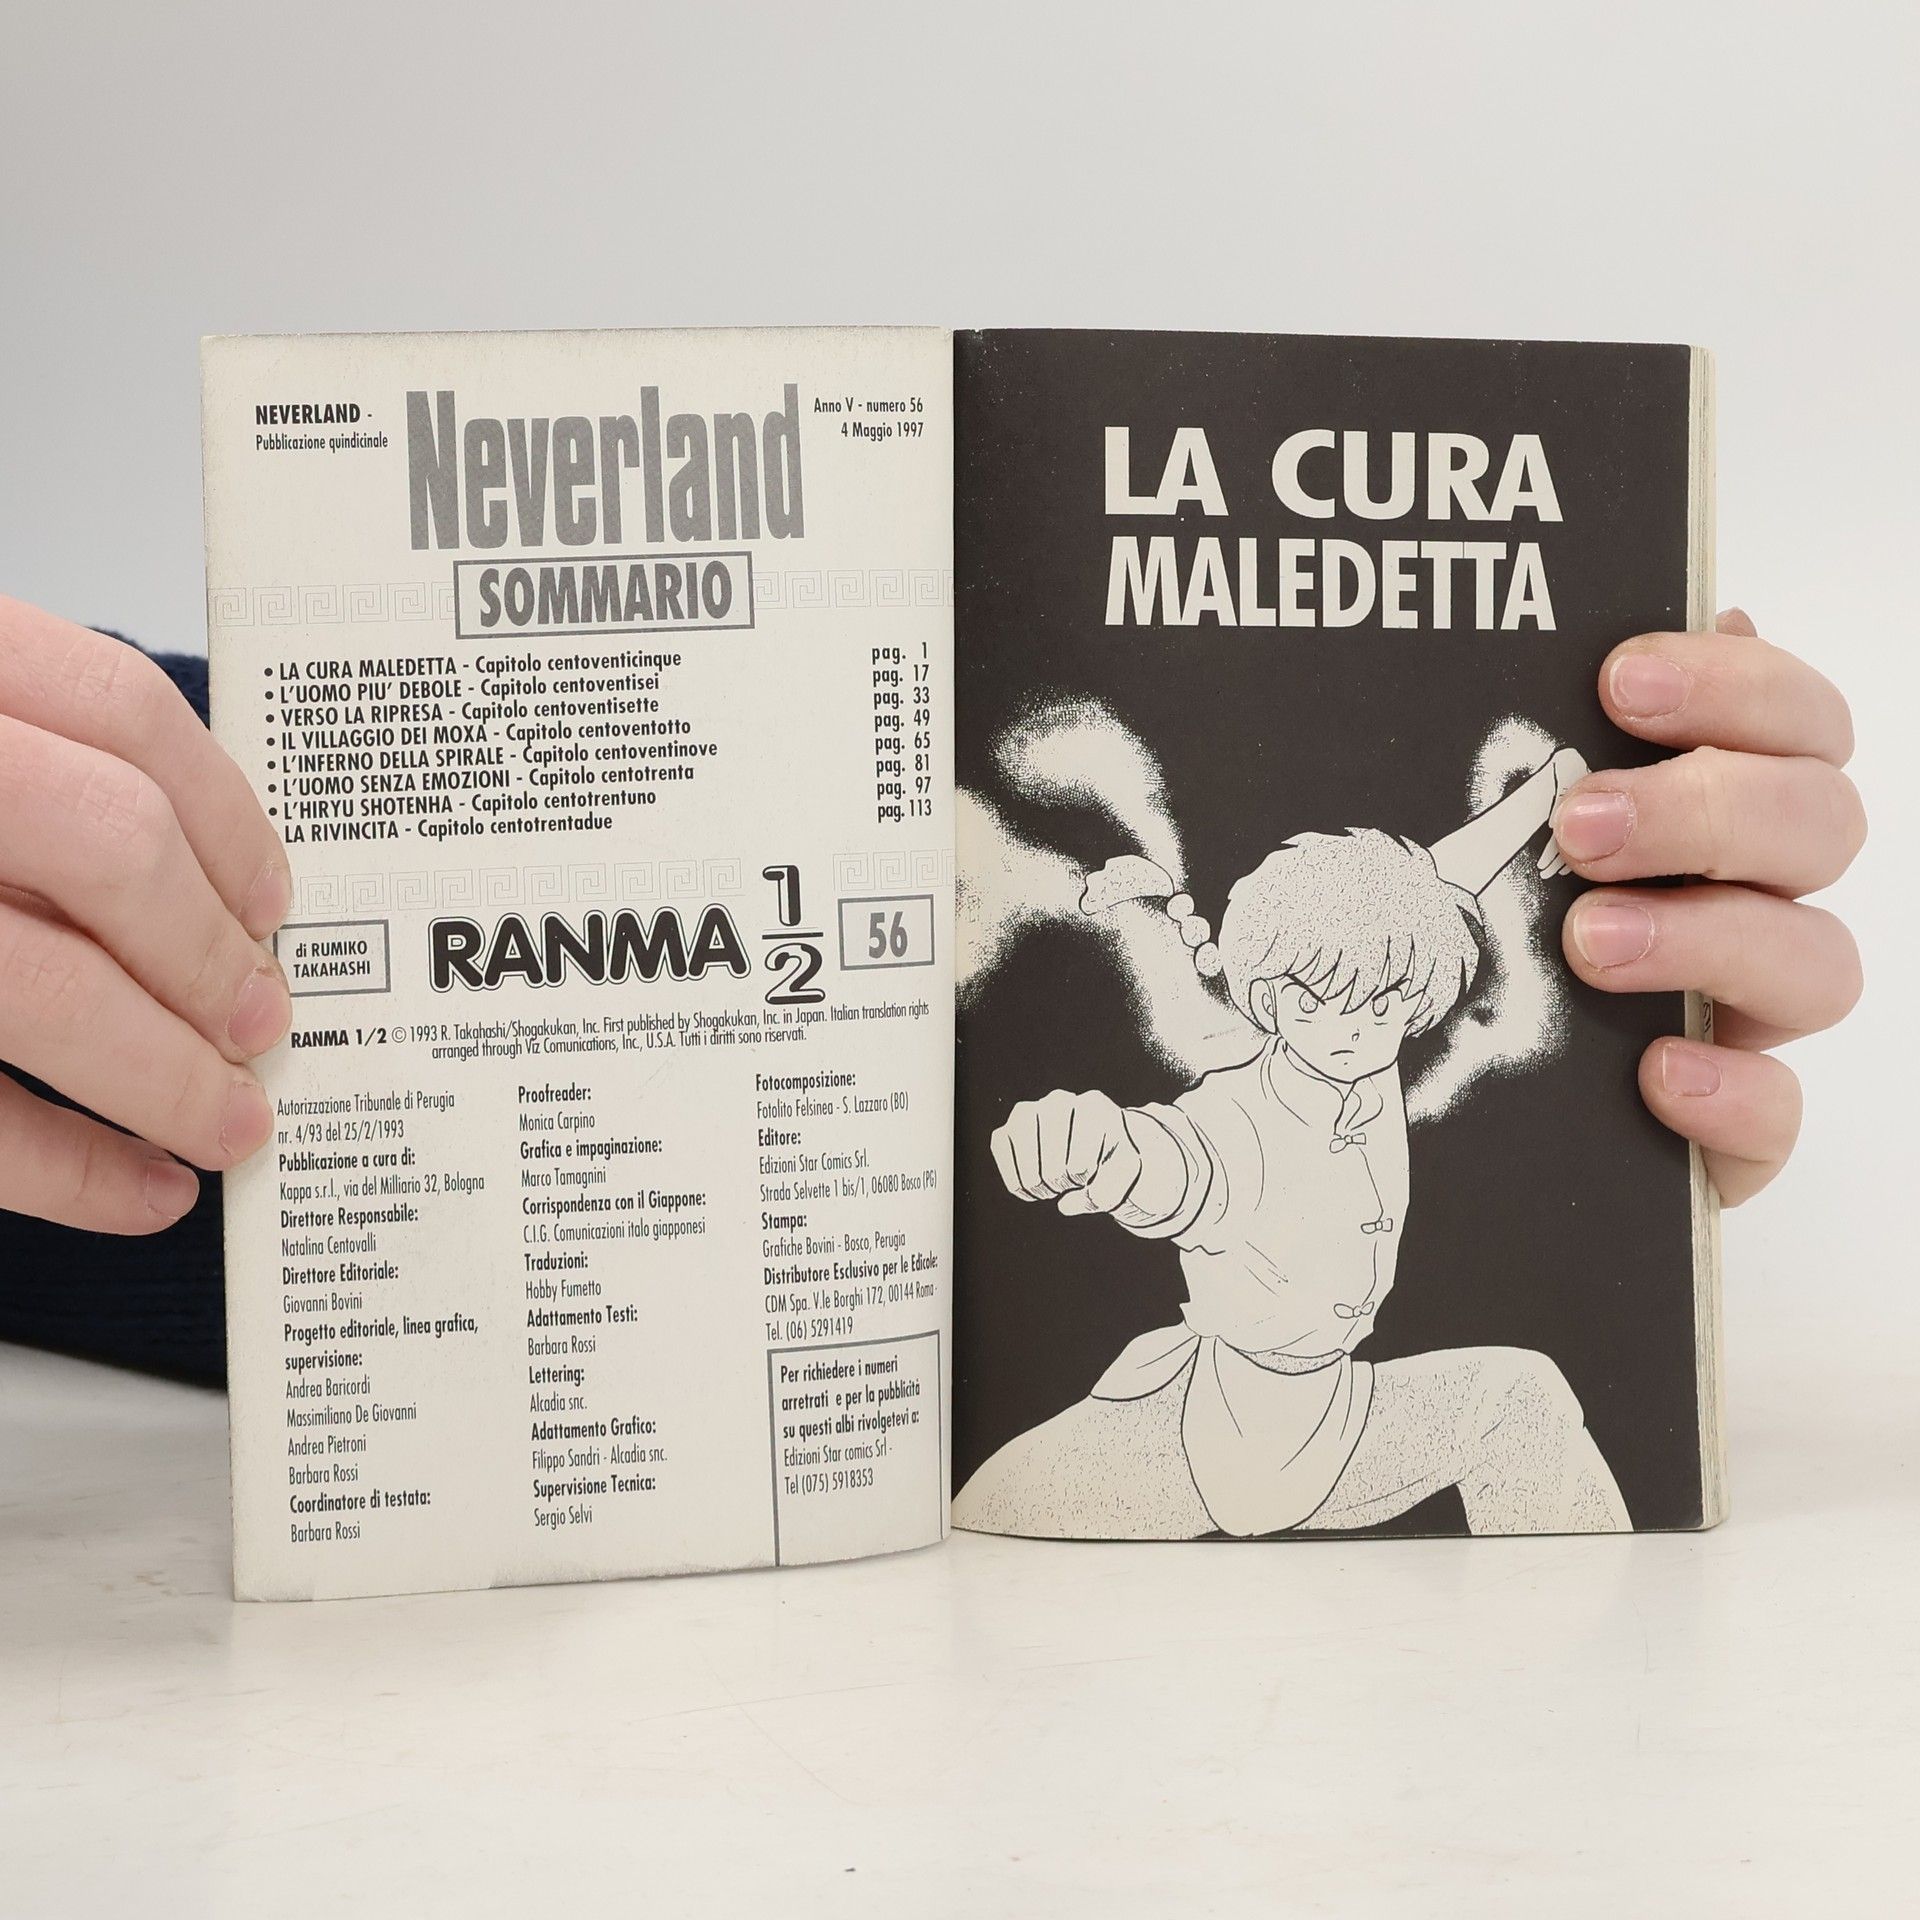 NEVERLAND -
Pubblicazione quindicinale
Neverland
Anno V - numero 56
4 Maggio 1997
SOMMARIO
• LA CURA MALEDETTA - Capitolo centoventicinque pag. 1
• L'UOMO PIU' DEBOLE - Capitolo centoventisei pag. 17
• VERSO LA RIPRESA - Capitolo centoventisette pag. 33
• IL VILLAGGIO DEI MOXA - Capitolo centoventotto pag. 49
• L'INFERNO DELLA SPIRALE - Capitolo centoventinove pag. 65
• L'UOMO SENZA EMOZIONI - Capitolo centotrenta pag. 81
• L'HIRYU SHOTENHA - Capitolo centotrentuno pag. 97
LA RIVINCITA - Capitolo centotrentadue pag. 113
di RUMIKO
TAKAHASHI
RANMA 1/2
56
RANMA 1/2 © 1993 R. Takahashi/Shogakukan, Inc. First published by Shogakukan, Inc. in Japan. Italian translation rights
arranged through Viz Comunications, Inc., U.S.A. Tutti i diritti sono riservati.
Autorizzazione Tribunale di Perugia
nr. 4/93 del 25/2/1993
Pubblicazione a cura di:
Kappa s.r.l., via del Milliario 32, Bologna
Direttore Responsabile:
Natalina Centovalli
Direttore Editoriale:
Giovanni Bovini
Progetto editoriale, linea grafica,
supervisione:
Andrea Baricordi
Massimiliano De Giovanni
Andrea Pietroni
Barbara Rossi
Coordinatore di testata:
Barbara Rossi
Proofreader:
Monica Carpino
Grafica e impaginazione:
Marco Tamagnini
Corrispondenza con il Giappone:
C.I.G. Comunicazioni italo giapponesi
Traduzioni:
Hobby Fumetto
Adattamento Testi:
Barbara Rossi
Lettering:
Alcadia snc.
Adattamento Grafico:
Filippo Sandri - Alcadia snc.
Supervisione Tecnica:
Sergio Selvi
Fotocomposizione:
Fotolito Felsinea - S. Lazzaro (BO)
Editore:
Edizioni Star Comics Srl.
Strada Selvette 1 bis/1, 06080 Bosco (PG)
Stampa:
Grafiche Bovini - Bosco, Perugia
Distributore Esclusivo per le Edicole:
CDM Spa. V.le Borghi 172, 00144 Roma -
Tel. (06) 5291419
Per richiedere i numeri
arretrati e per la pubblicità
su questi albi rivolgetevi a:
Edizioni Star comics Srl -
Tel (075) 5918353
LA CURA
MALEDETTA